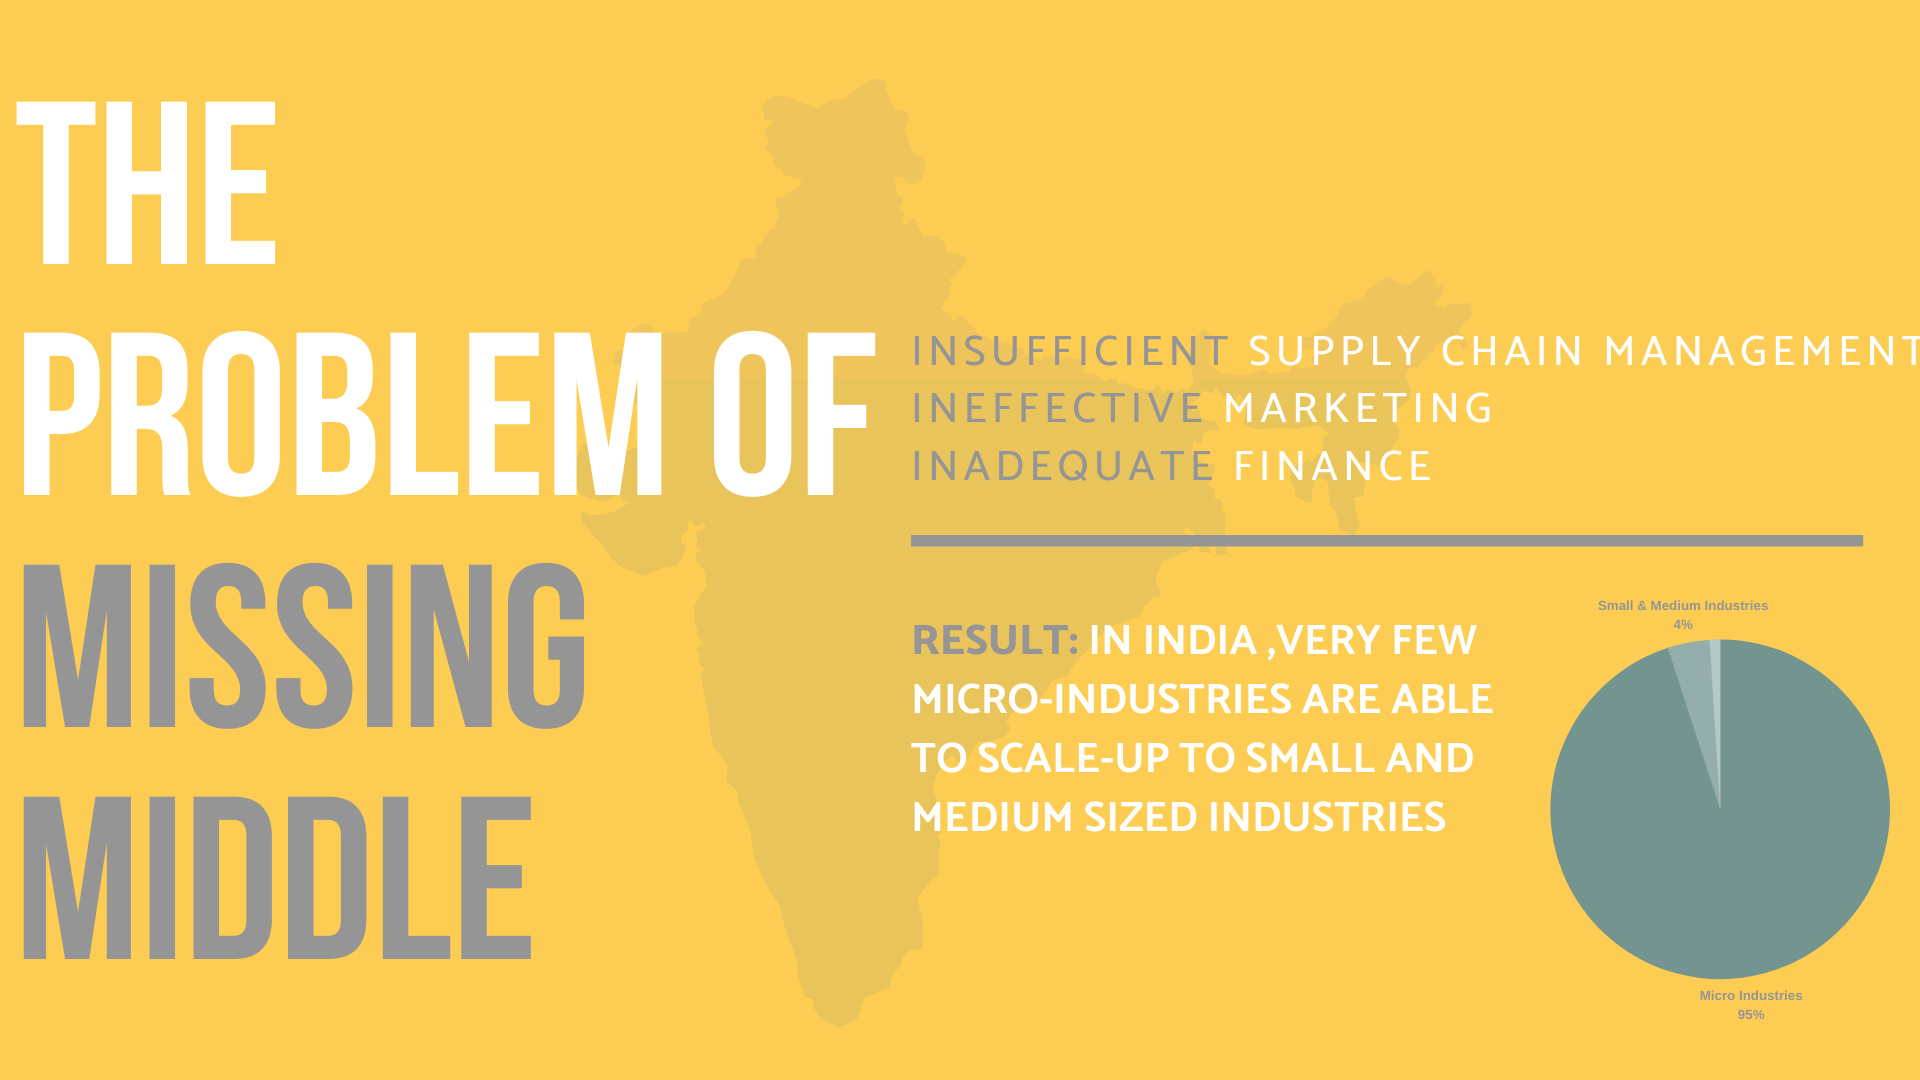 THE
PROBLEM OF
MISSING
MIDDLE
INSUFFICIENT SUPPLY CHAIN MANAGEMENT
INEFFECTIVE MARKETING
INADEQUATE FINANCE
RESULT: IN INDIA ,VERY FEW
MICRO-INDUSTRIES ARE ABLE
TO SCALE-UP TO SMALL AND
MEDIUM SIZED INDUSTRIES
Small & Medium Industries
4%
Micro Industries
95%